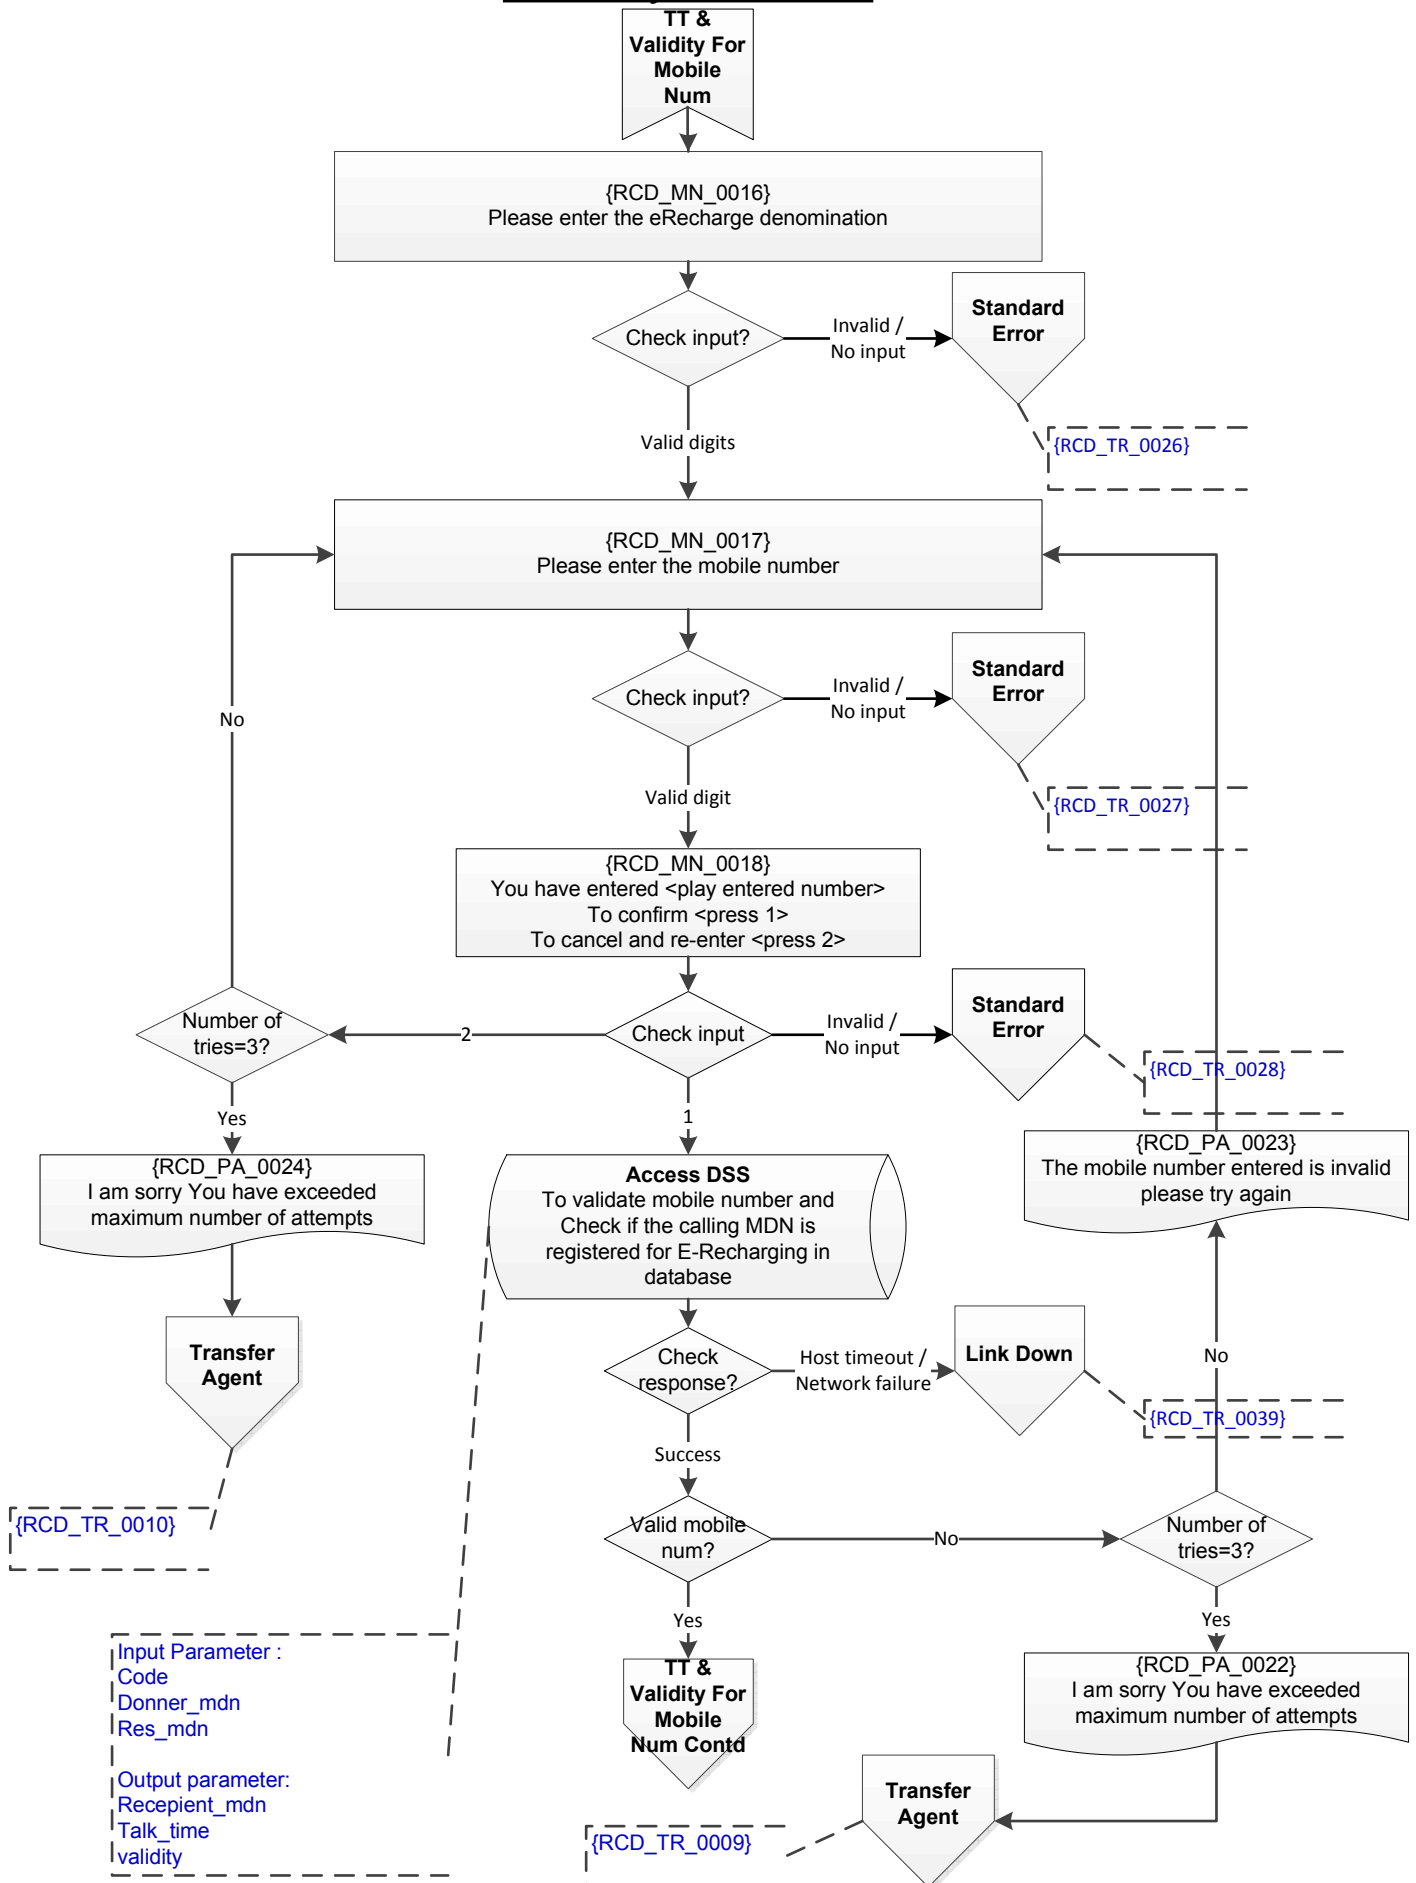 TT &
Validity For
Mobile
Num
{RCD_MN_0016}
Please enter the eRecharge denomination
Check input?
Invalid /
No input
Standard
Error
{RCD_TR_0026}
Valid digits
{RCD_MN_0017}
Please enter the mobile number
Check input?
Invalid /
No input
Standard
Error
{RCD_TR_0027}
No
Valid digit
{RCD_MN_0018}
You have entered <play entered number>
To confirm <press 1>
To cancel and re-enter <press 2>
Number of
tries=3?
2
Check input
Invalid /
No input
Standard
Error
{RCD_TR_0028}
Yes
1
{RCD_PA_0024}
I am sorry You have exceeded
maximum number of attempts
Access DSS
To validate mobile number and
Check if the calling MDN is
registered for E-Recharging in
database
{RCD_PA_0023}
The mobile number entered is invalid
please try again
Transfer
Agent
Check
response?
Host timeout /
Network failure
Link Down
No
{RCD_TR_0039}
Success
{RCD_TR_0010}
Valid mobile
num?
No
Number of
tries=3?
Yes
Yes
Input Parameter :
Code
Donner_mdn
Res_mdn
Output parameter:
Recepient_mdn
Talk_time
validity
TT &
Validity For
Mobile
Num Contd
{RCD_PA_0022}
I am sorry You have exceeded
maximum number of attempts
Transfer
Agent
{RCD_TR_0009}